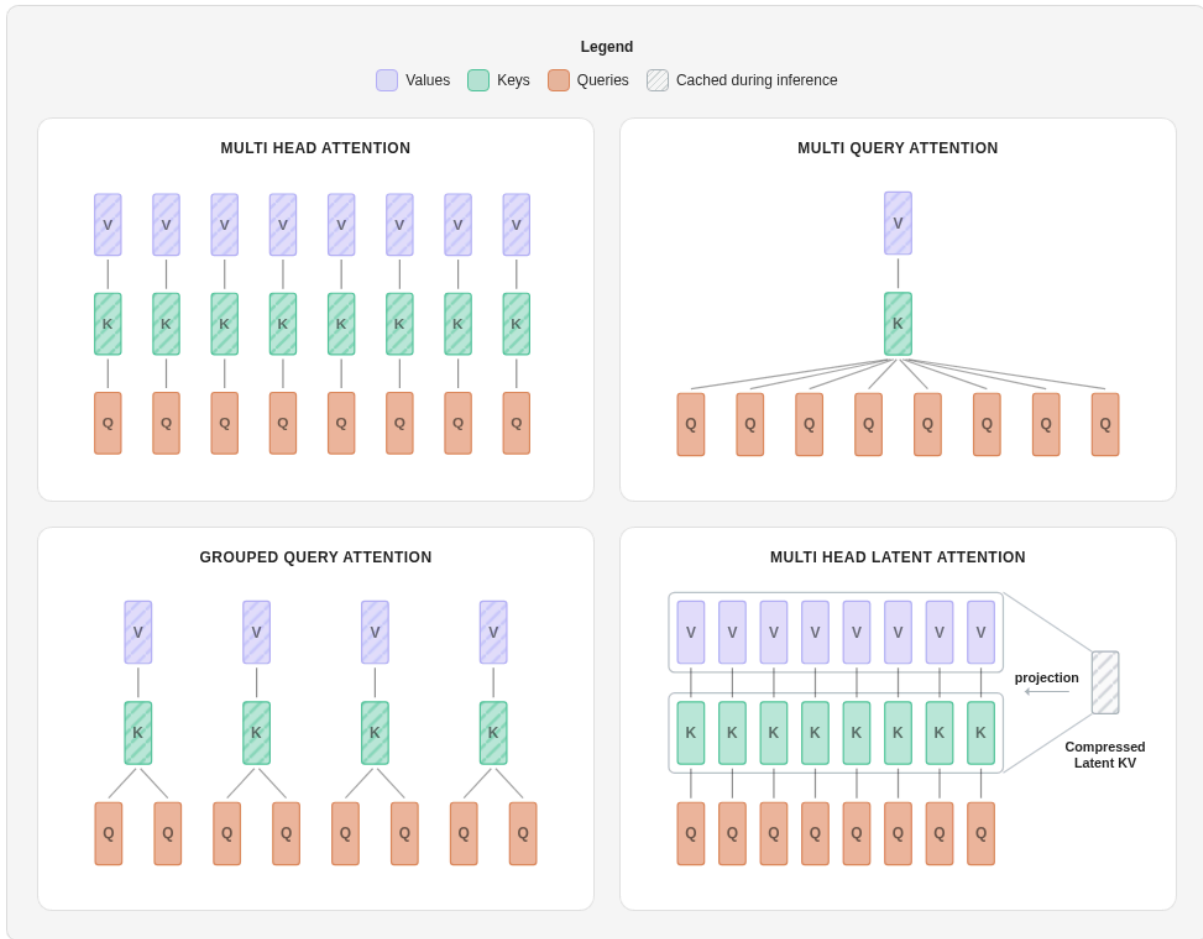 Legend
Values Keys Queries Cached during inference
MULTI HEAD ATTENTION
V V V V V V V V
K K K K K K K K
Q Q Q Q Q Q Q Q
MULTI QUERY ATTENTION
V
K
Q Q Q Q Q Q Q Q
GROUPED QUERY ATTENTION
V V V V
K K K K
Q Q Q Q Q Q Q Q
MULTI HEAD LATENT ATTENTION
V V V V V V V V
K K K K K K K K
Q Q Q Q Q Q Q Q
projection
Compressed
Latent KV